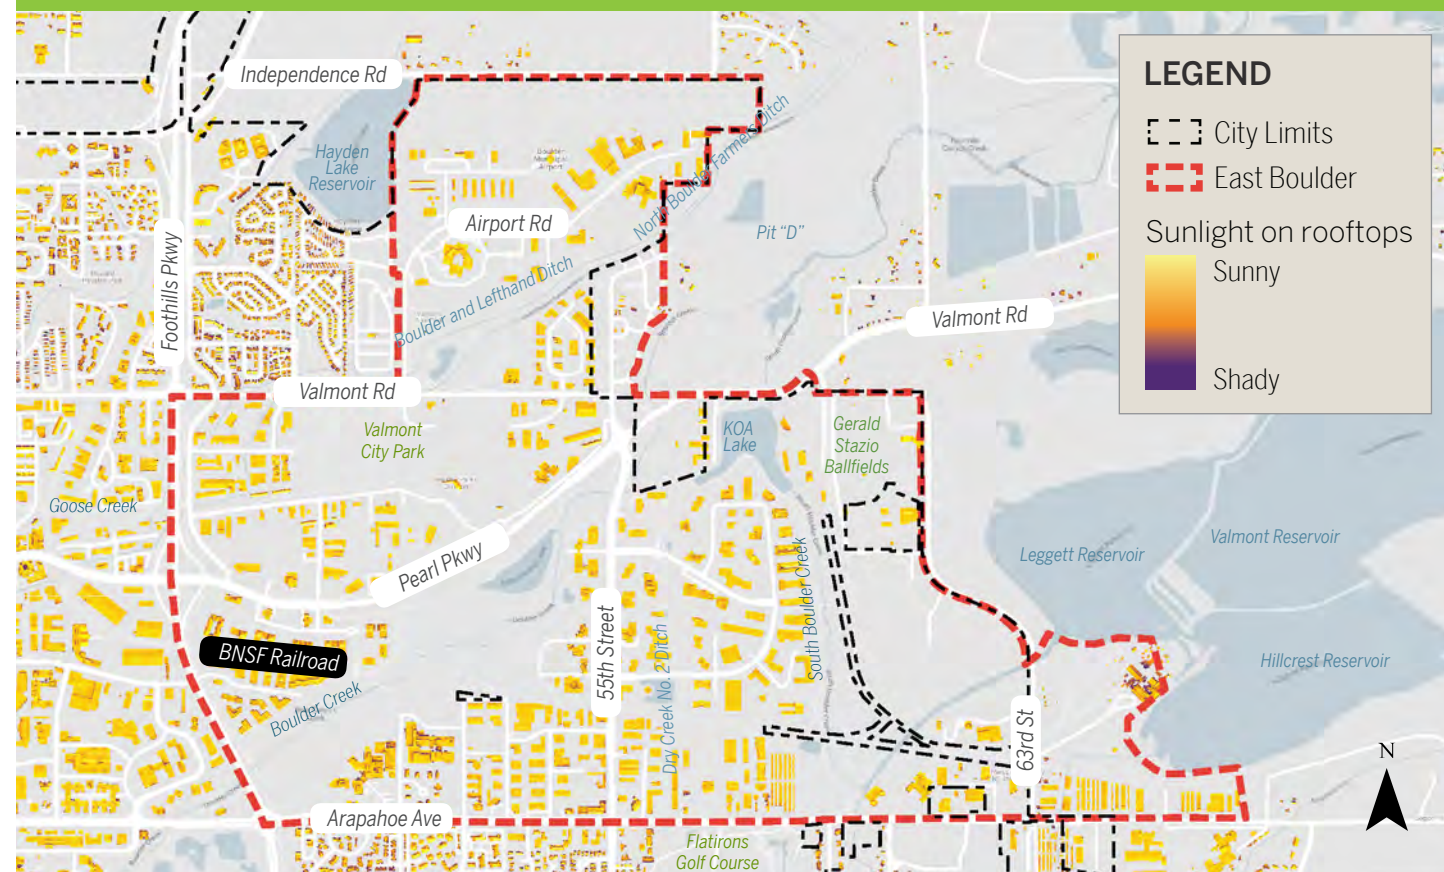 Independence Rd
Hayden
Lake
Reservoir
Airport Rd
North Boulder Farmers Ditch
Pit “D”
Foothills Pkwy
Boulder and Lefthand Ditch
Valmont Rd
Valmont Rd
Valmont
City Park
KOA
Lake
Gerald
Stazio
Ballfields
Goose Creek
Pearl Pkwy
Leggett Reservoir
Valmont Reservoir
BNSF Railroad
55th Street
Dry Creek No. 2 Ditch
South Boulder Creek
Hillcrest Reservoir
Boulder Creek
63rd St
Arapahoe Ave
Flatirons
Golf Course
LEGEND
City Limits
East Boulder
Sunlight on rooftops
Sunny
Shady
N